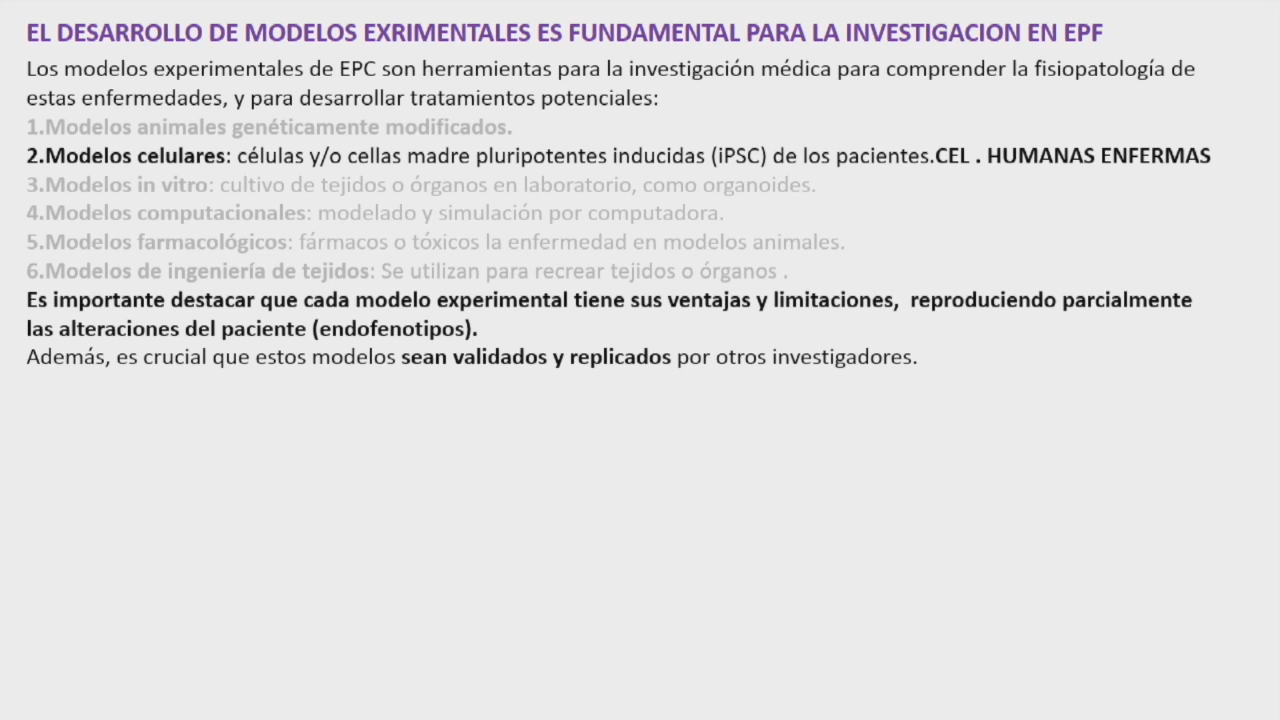 EL DESARROLLO DE MODELOS EXRIMENTALES ES FUNDAMENTAL PARA LA INVESTIGACION EN EPF
Los modelos experimentales de EPC son herramientas para la investigación médica para comprender la fisiopatología de
estas enfermedades, y para desarrollar tratamientos potenciales:
1.Modelos animales genéticamente modificados.
2.Modelos celulares: células y/o cellas madre pluripotentes inducidas (iPSC) de los pacientes.CEL . HUMANAS ENFERMAS
3.Modelos in vitro: cultivo de tejidos o órganos en laboratorio, como organoides.
4.Modelos computacionales: modelado y simulación por computadora.
5.Modelos farmacológicos: fármacos o tóxicos la enfermedad en modelos animales.
6.Modelos de ingeniería de tejidos: Se utilizan para recrear tejidos o órganos .
Es importante destacar que cada modelo experimental tiene sus ventajas y limitaciones, reproduciendo parcialmente
las alteraciones del paciente (endofenotipos).
Además, es crucial que estos modelos sean validados y replicados por otros investigadores.